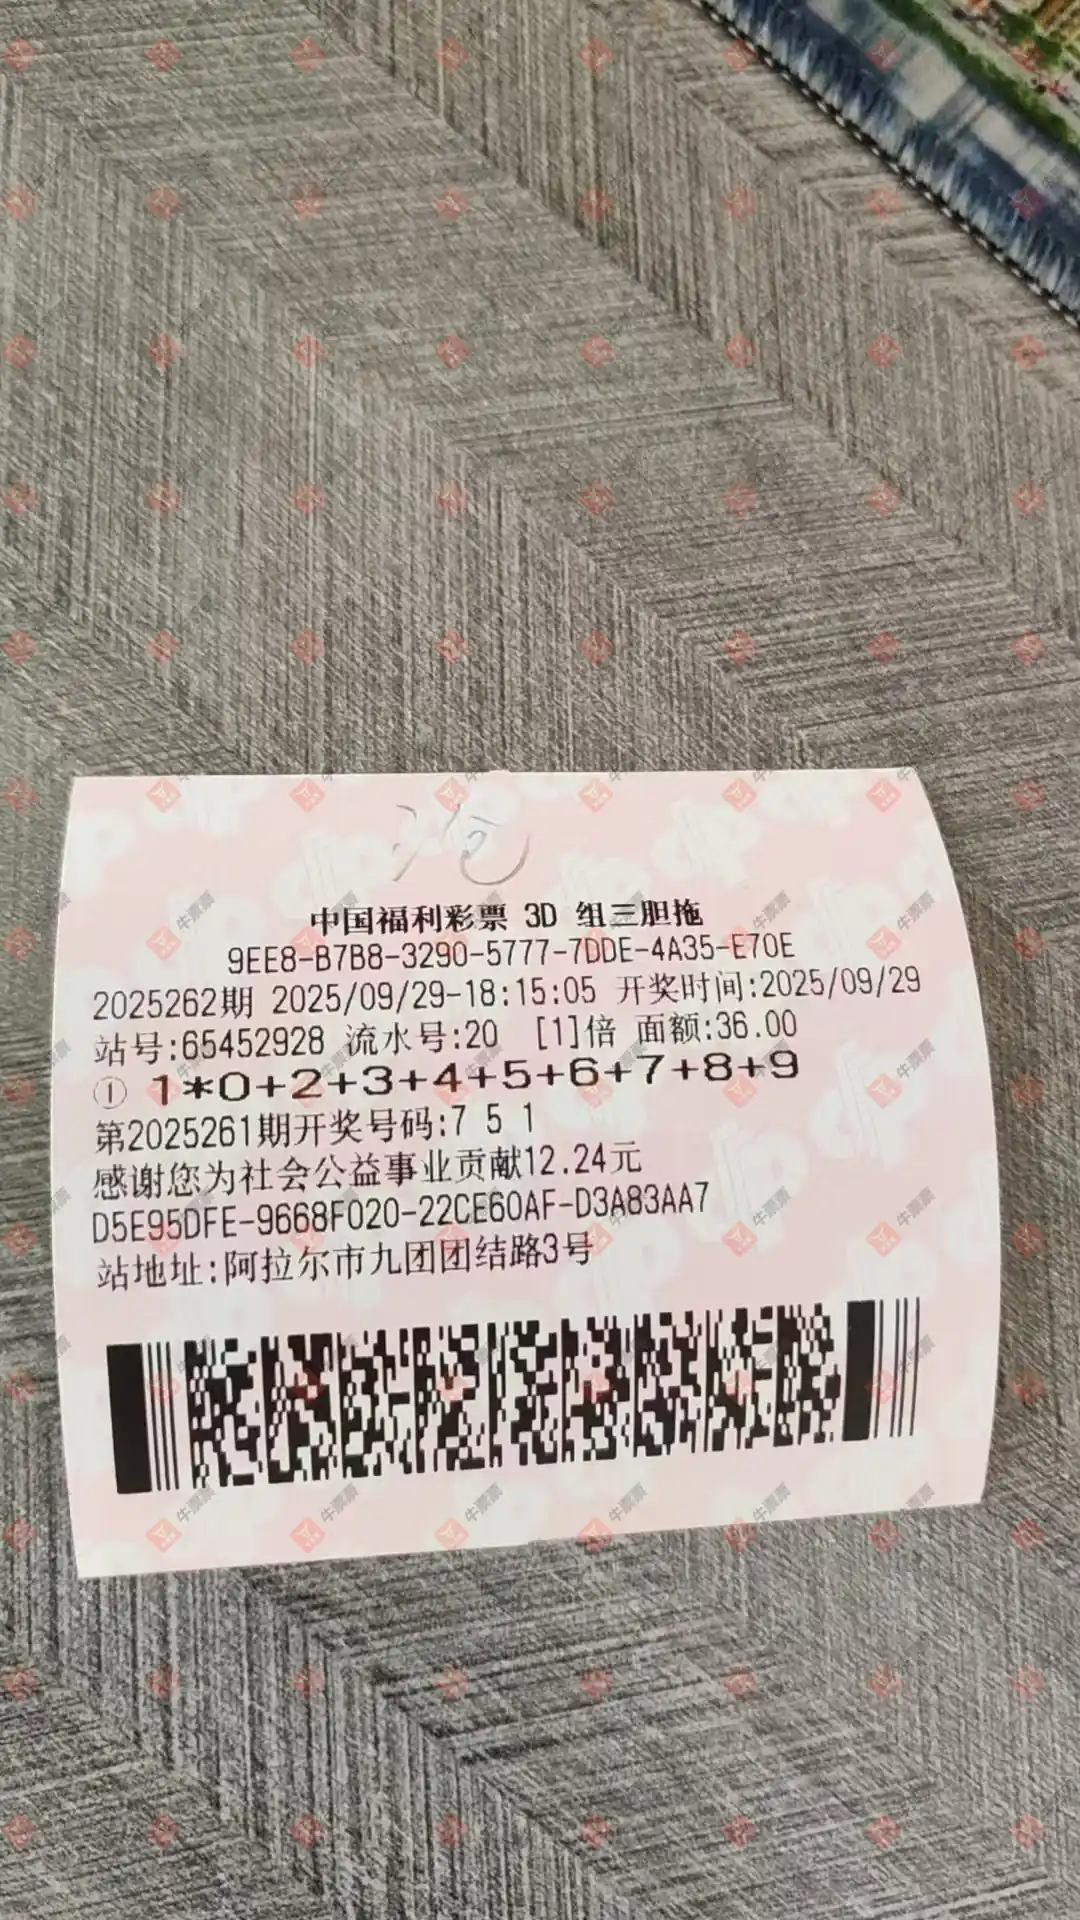 中国福利彩票 3D 组三胆拖
9EE8-B7B8-3290-5777-7DDE-4A35-E70E
2025262期 2025/09/29-18:15:05 开奖时间:2025/09/29
站号:65452928 流水号:20 [1]倍 面额:36.00
① 1*0+2+3+4+5+6+7+8+9
第2025261期开奖号码:7 5 1
感谢您为社会公益事业贡献12.24元
D5E95DFE-9668F020-22CE60AF-D3A83AA7
站地址:阿拉尔市九团团结路3号
牛票票